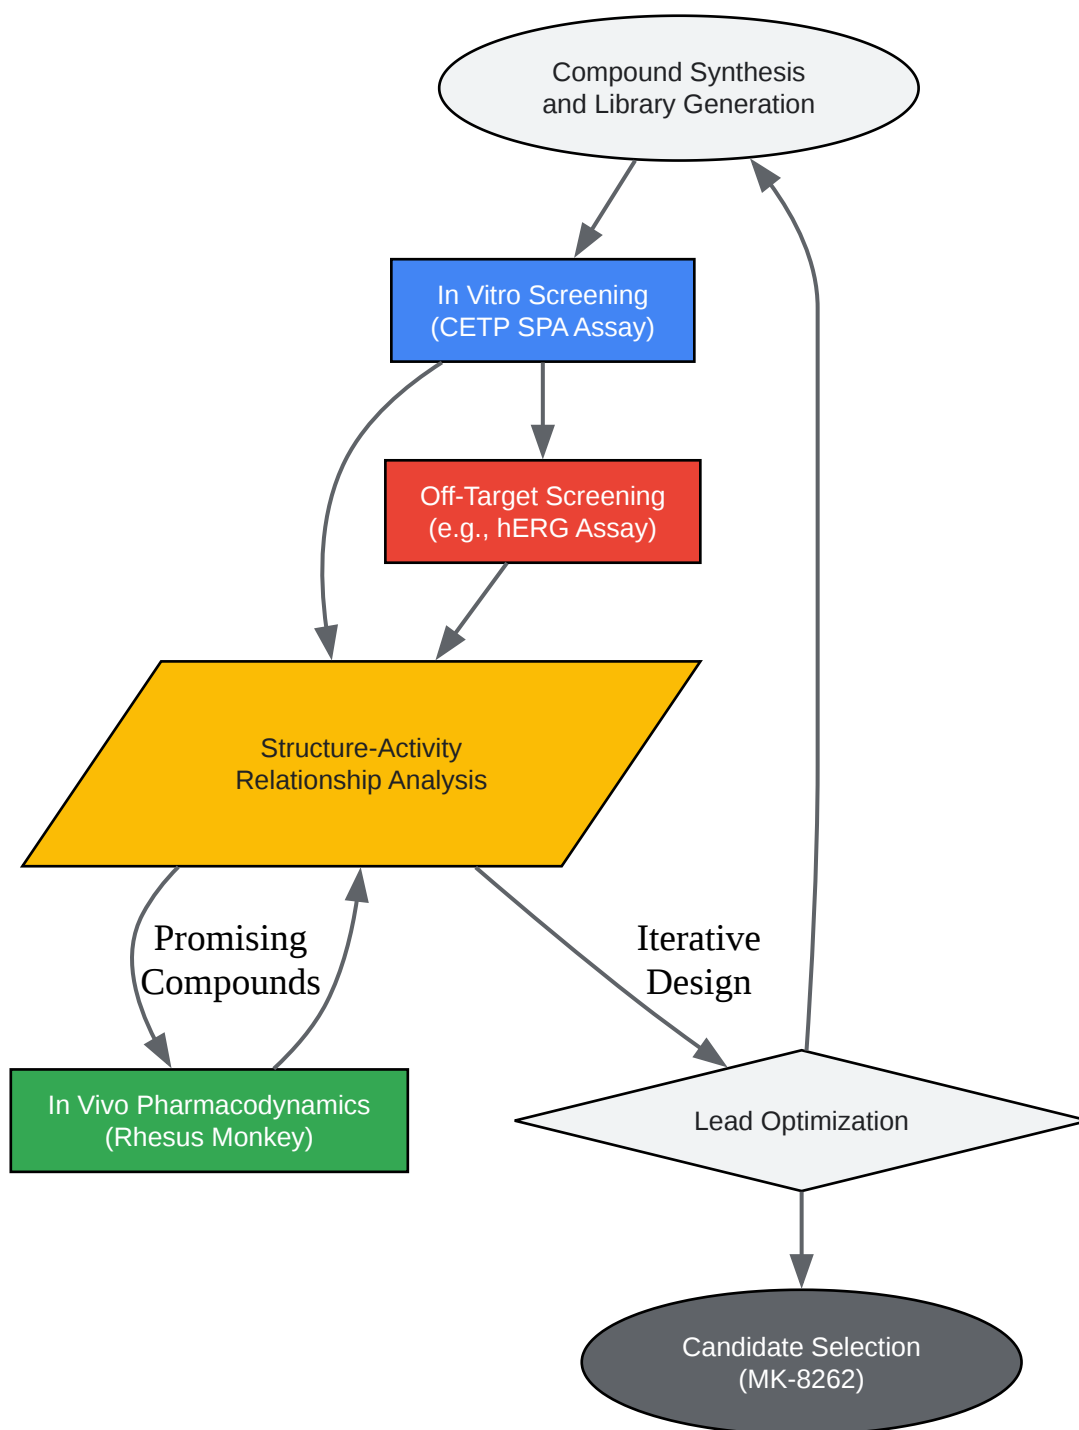 Compound Synthesis
and Library Generation
In Vitro Screening
(CETP SPA Assay)
Off-Target Screening
(e.g., hERG Assay)
Structure-Activity
Relationship Analysis
Promising
Compounds
Iterative
Design
In Vivo Pharmacodynamics
(Rhesus Monkey)
Lead Optimization
Candidate Selection
(MK-8262)